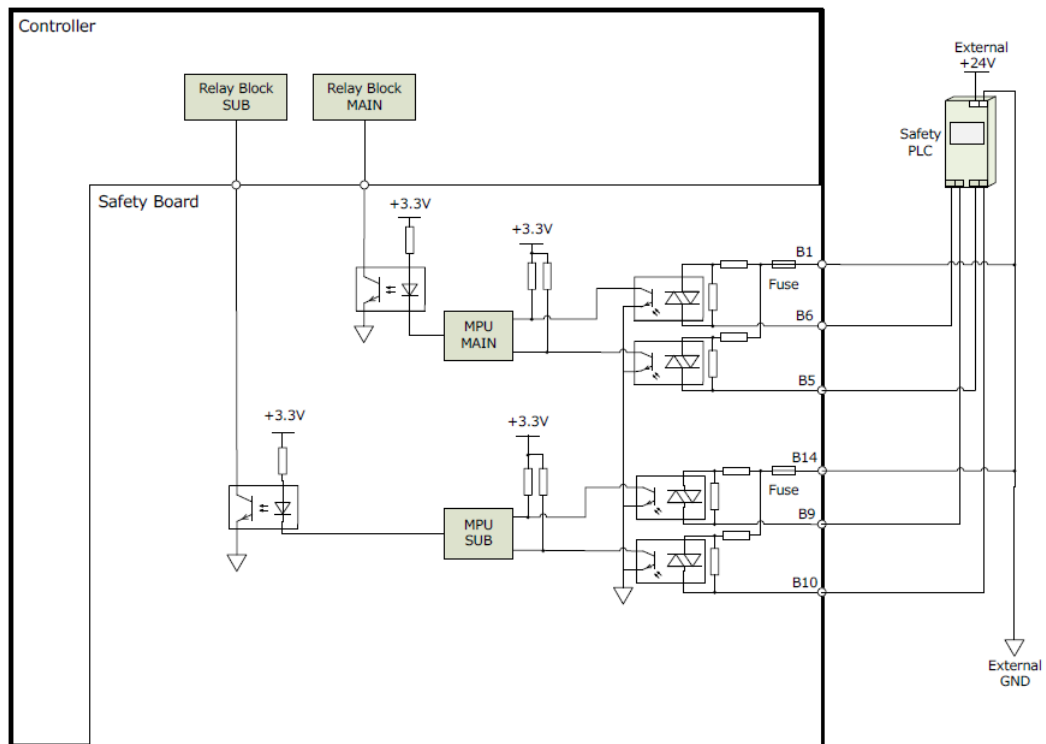 Controller
External
+24V
Relay Block
SUB
Relay Block
MAIN
Safety
PLC
Safety Board
+3.3V
+3.3V
B1
Fuse
B6
MPU
MAIN
B5
+3.3V
+3.3V
B14
Fuse
B9
MPU
SUB
B10
External
GND